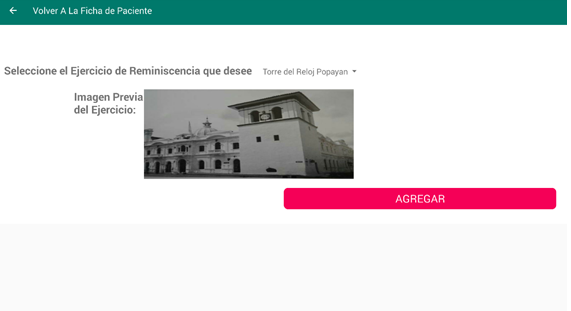 Volver A La Ficha de Paciente
Seleccione el Ejercicio de Reminiscencia que desee Torre del Reloj Popayan
Imagen Previa
del Ejercicio:
AGREGAR